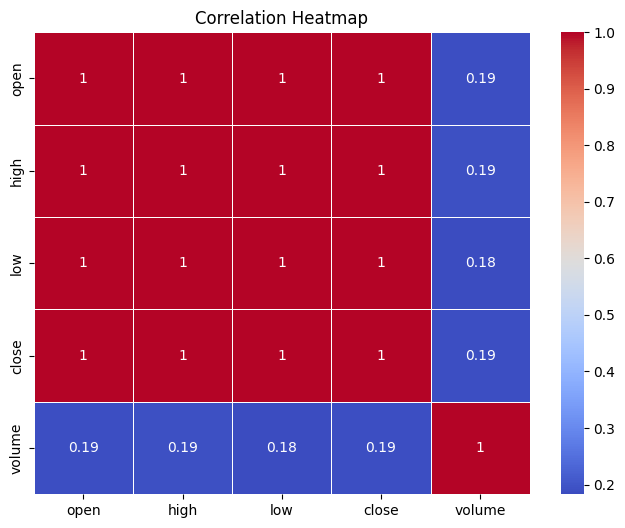 Correlation Heatmap
open 1 1 1 1 0.19
high 1 1 1 1 0.19
low 1 1 1 1 0.18
close 1 1 1 1 0.19
volume 0.19 0.19 0.18 0.19 1
open high low close volume
1.0
0.9
0.8
0.7
0.6
0.5
0.4
0.3
0.2